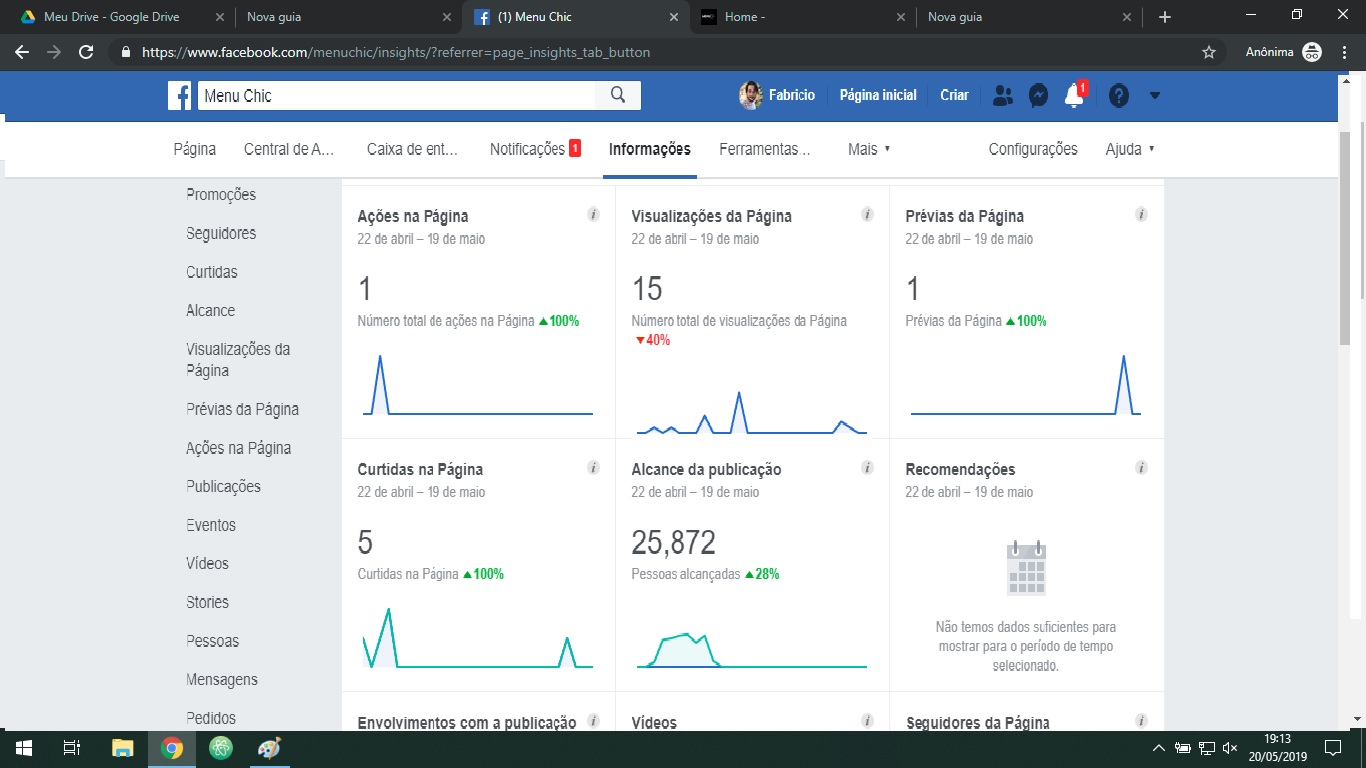 Meu Drive - Google Drive
Nova guia
(1) Menu Chic
Home -
Nova guia
https://www.facebook.com/menuchic/insights/?referrer=page_insights_tab_button
Anônima
Menu Chic
Fabricio
Página inicial
Criar
1
Página
Central de A...
Caixa de ent...
Notificações 1
Informações
Ferramentas...
Mais
Configurações
Ajuda
Promoções
Seguidores
Curtidas
Alcance
Visualizações da
Página
Prévias da Página
Ações na Página
Publicações
Eventos
Vídeos
Stories
Pessoas
Mensagens
Pedidos
Ações na Página
22 de abril – 19 de maio
1
Número total de ações na Página ▲100%
Visualizações da Página
22 de abril – 19 de maio
15
Número total de visualizações da Página
▼40%
Prévias da Página
22 de abril – 19 de maio
1
Prévias da Página ▲100%
Curtidas na Página
22 de abril – 19 de maio
5
Curtidas na Página ▲100%
Alcance da publicação
22 de abril – 19 de maio
25,872
Pessoas alcançadas ▲28%
Recomendações
22 de abril – 19 de maio
Não temos dados suficientes para
mostrar para o período de tempo
selecionado.
Envolvimentos com a publicação
Vídeos
Seguidores da Página
19:13
20/05/2019